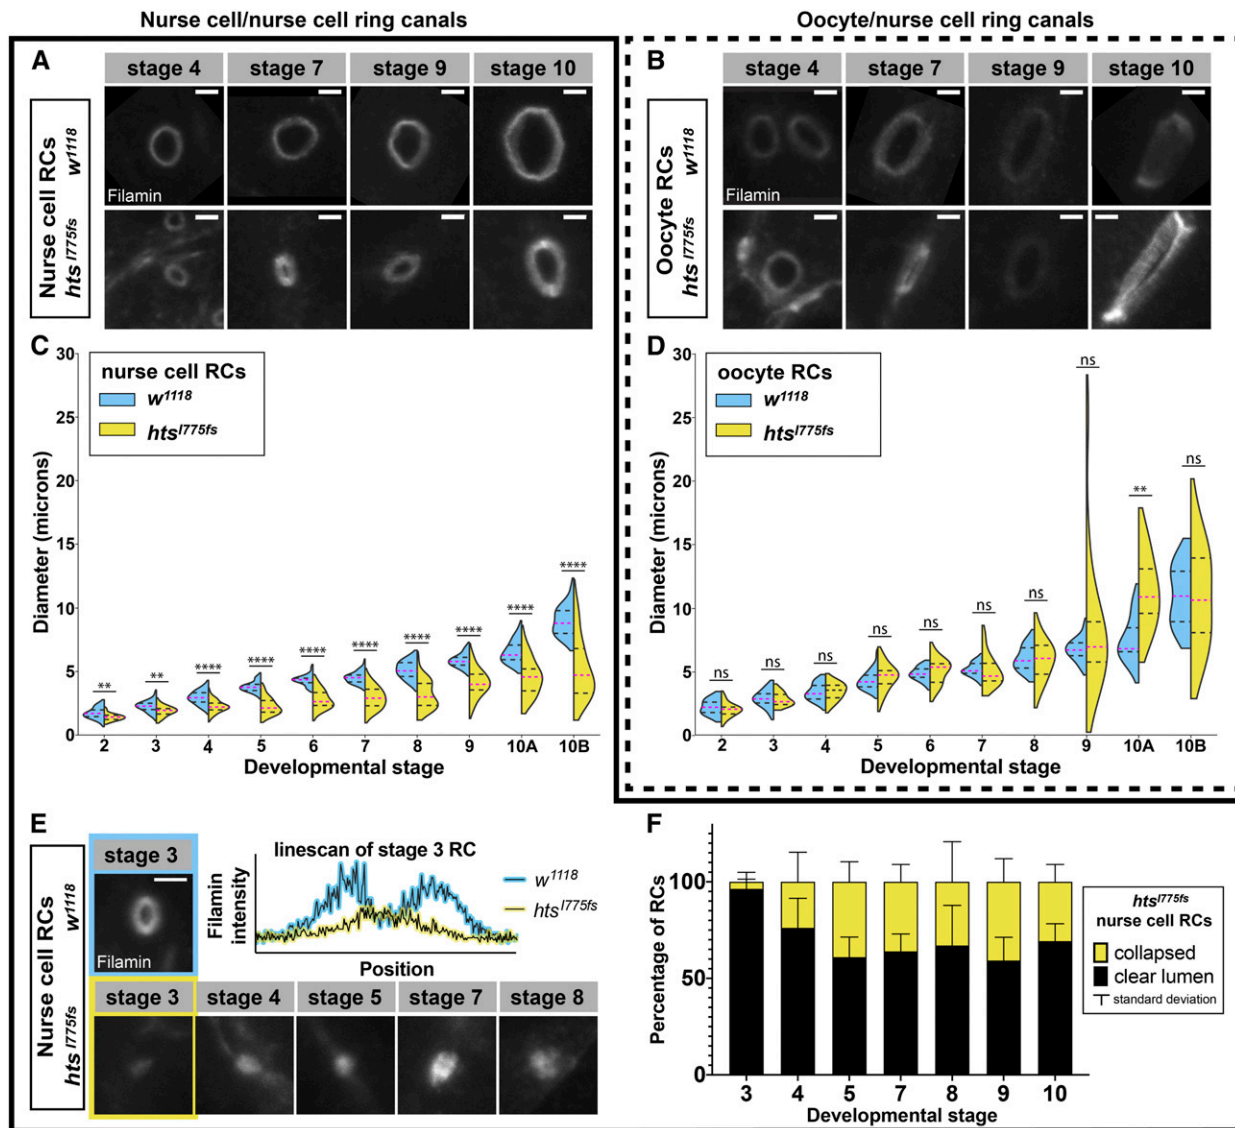 Nurse cell/nurse cell ring canals
Oocyte/nurse cell ring canals
A
stage 4 stage 7 stage 9 stage 10
Nurse cell RCs
w1118
htsI775fs
Filamin
B
stage 4 stage 7 stage 9 stage 10
Oocyte RCs
w1118
htsI775fs
Filamin
C
nurse cell RCs
w1118
htsI775fs
Diameter (microns)
30
25
20
15
10
5
0
** ** **** **** **** **** **** **** **** ****
2 3 4 5 6 7 8 9 10A 10B
Developmental stage
D
oocyte RCs
w1118
htsI775fs
Diameter (microns)
30
25
20
15
10
5
0
ns ns ns ns ns ns ns ns ** ns
2 3 4 5 6 7 8 9 10A 10B
Developmental stage
E
Nurse cell RCs
w1118
htsI775fs
stage 3
Filamin
linescan of stage 3 RC
Filamin
intensity
w1118
htsI775fs
Position
stage 3 stage 4 stage 5 stage 7 stage 8
F
Percentage of RCs
100
50
0
3 4 5 7 8 9 10
Developmental stage
htsI775fs
nurse cell RCs
collapsed
clear lumen
standard deviation